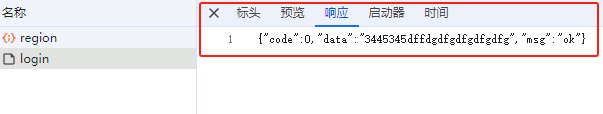 名称
标头 预览 响应 启动器 时间
region
1 {"code":0,"data":"3445345dffdgdfgdfgdfgdfg","msg":"ok"}
login